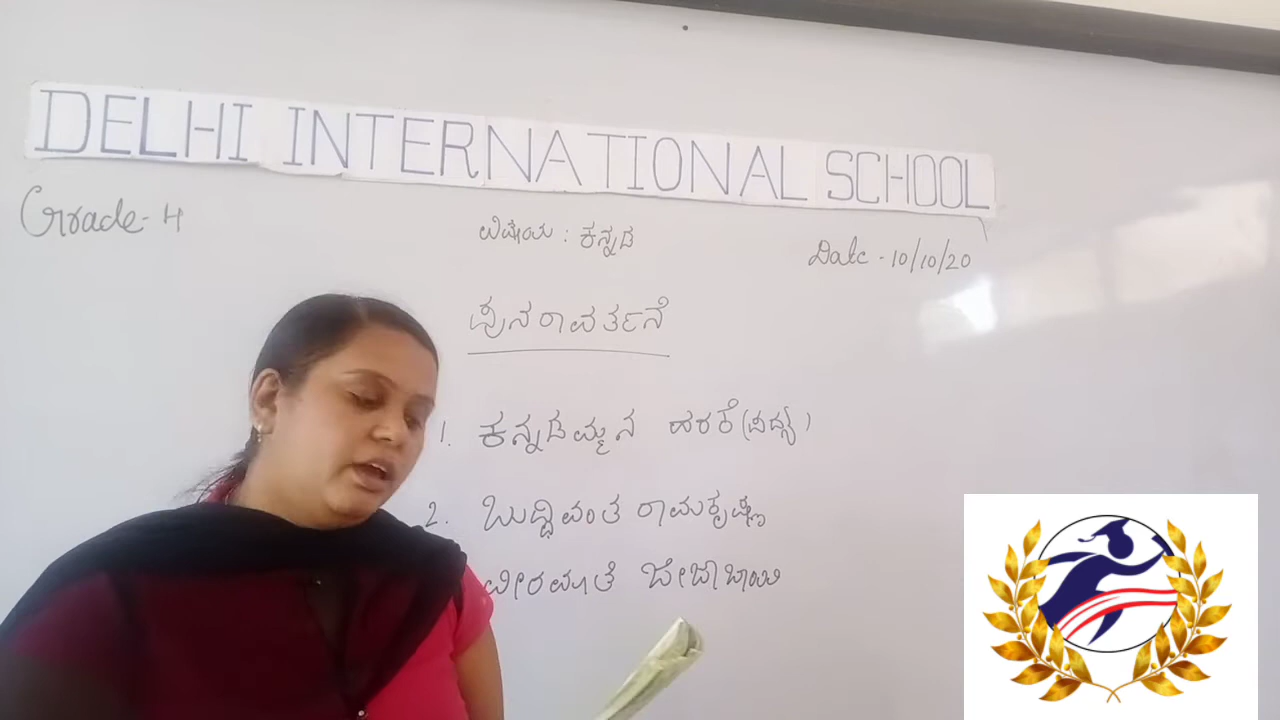 DELHI INTERNATIONAL SCHOOL
Grade - 4
ವಿಷಯ : ಕನ್ನಡ
Date - 10/10/20
ಪುನರಾವರ್ತನೆ
1. ಕನ್ನಡಮ್ಮನ ಹರಕೆ (ಪದ್ಯ)
2. ಬುದ್ಧಿವಂತ ರಾಮಕೃಷ್ಣ
ವೀರಮಾತೆ ಜೀಜಾಬಾಯಿ